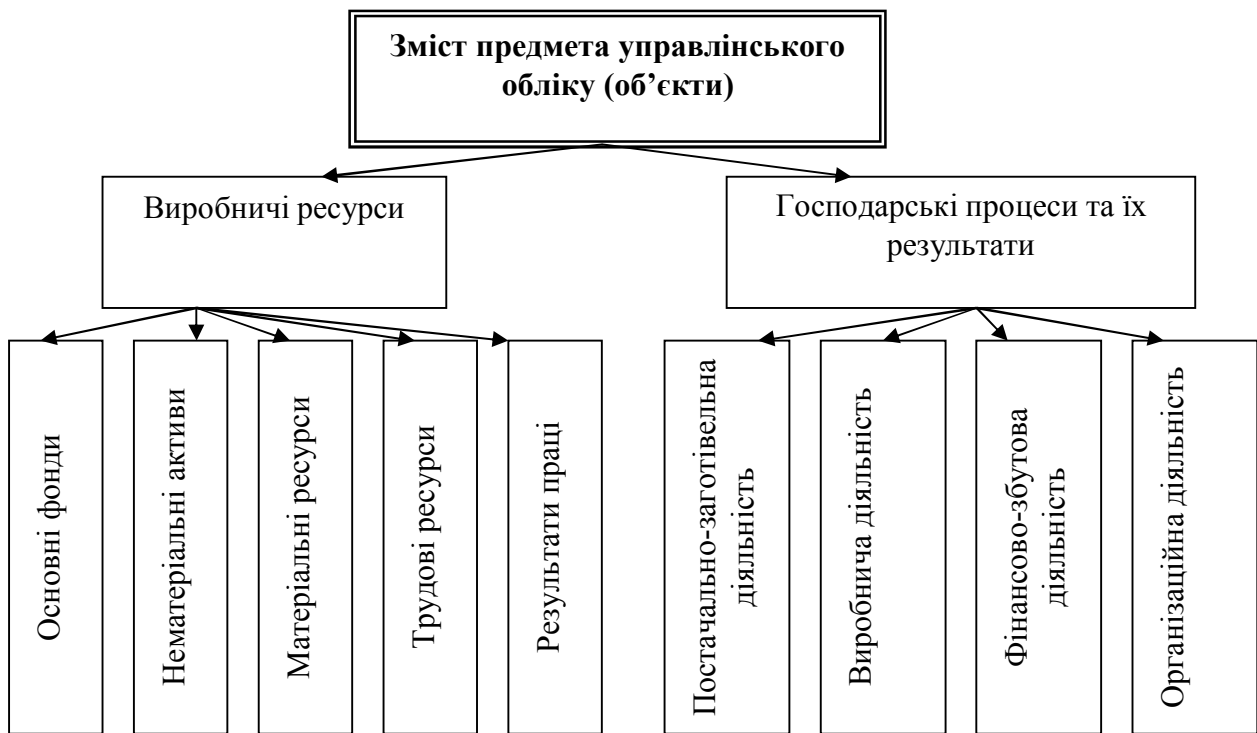 Зміст предмета управлінського
обліку (об’єкти)
Виробничі ресурси
Господарські процеси та їх
результати
Основні фонди
Нематеріальні активи
Матеріальні ресурси
Трудові ресурси
Результати праці
Постачально-заготівельна
діяльність
Виробнича діяльність
Фінансово-збутова
діяльність
Організаційна діяльність